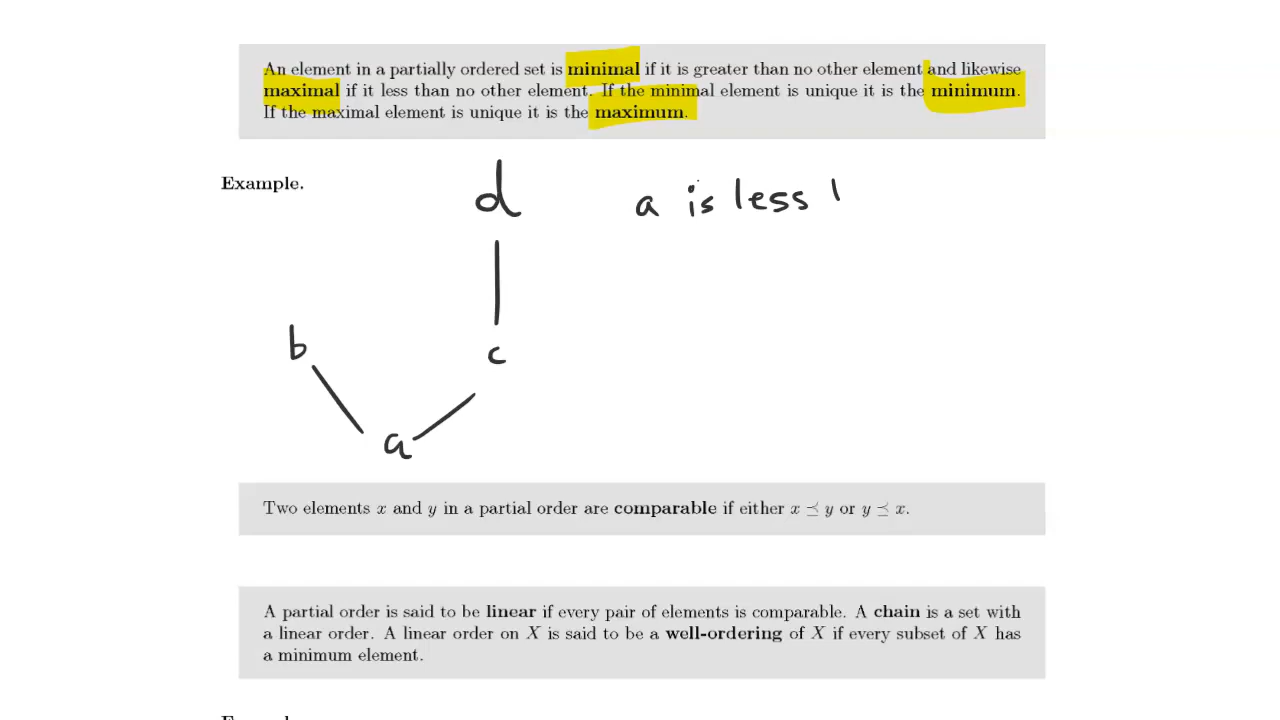 An element in a partially ordered set is minimal if it is greater than no other element and likewise
maximal if it less than no other element. If the minimal element is unique it is the minimum.
If the maximal element is unique it is the maximum.
Example.
d
a is less
b
c
a
Two elements x and y in a partial order are comparable if either x ⪯ y or y ⪯ x.
A partial order is said to be linear if every pair of elements is comparable. A chain is a set with
a linear order. A linear order on X is said to be a well-ordering of X if every subset of X has
a minimum element.